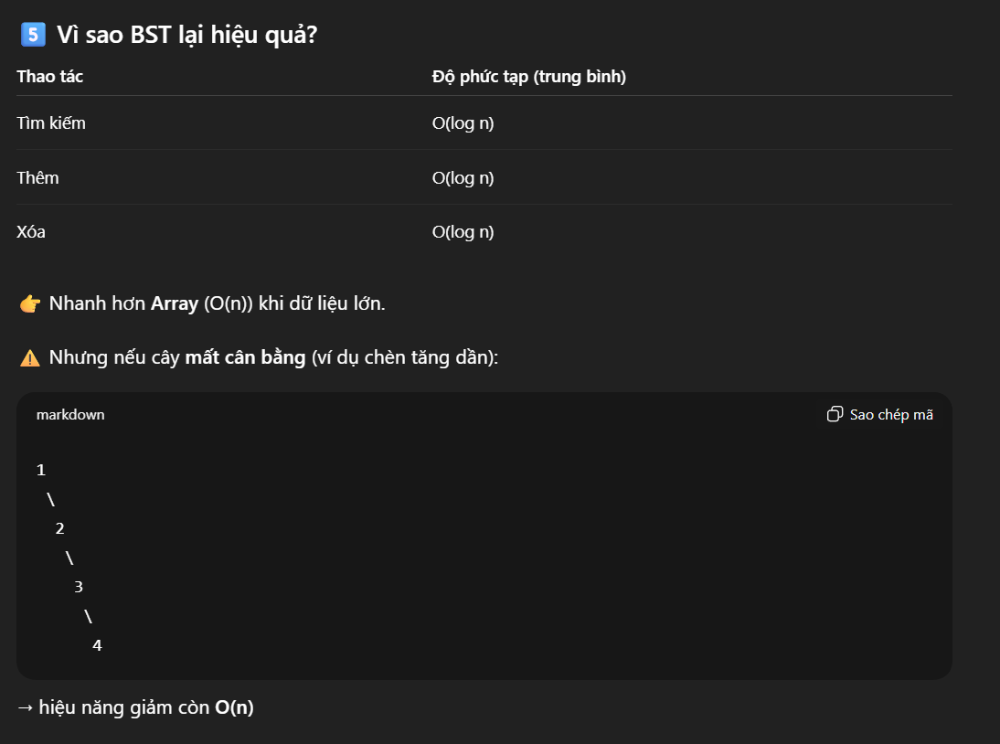 5️⃣ Vì sao BST lại hiệu quả?
Thao tác Độ phức tạp (trung bình)
Tìm kiếm O(log n)
Thêm O(log n)
Xóa O(log n)
👉 Nhanh hơn Array (O(n)) khi dữ liệu lớn.
⚠️ Nhưng nếu cây mất cân bằng (ví dụ chèn tăng dần):
markdown Sao chép mã
1
\
2
\
3
\
4
→ hiệu năng giảm còn O(n)